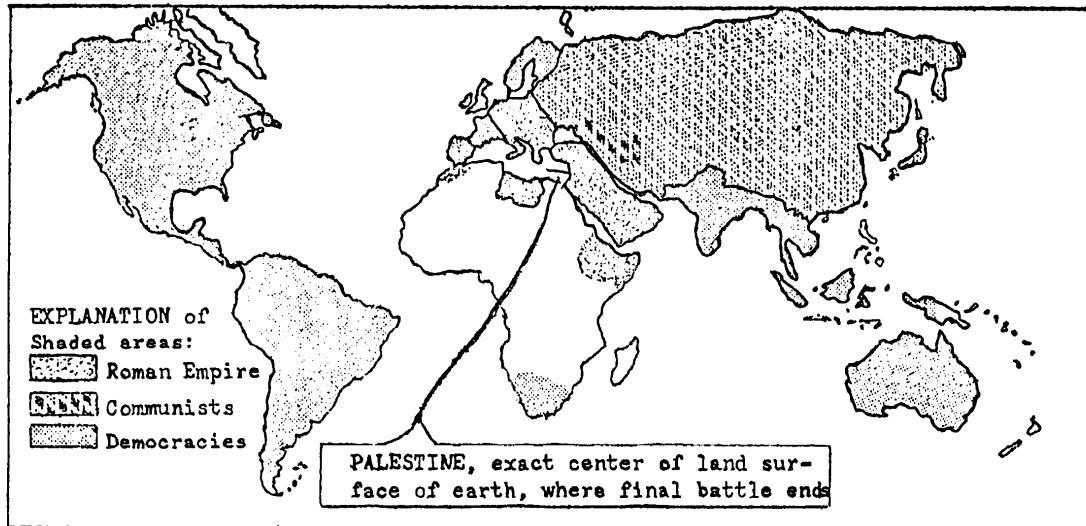 EXPLANATION of
Shaded areas:
Roman Empire
Communists
Democracies
PALESTINE, exact center of land sur-
face of earth, where final battle ends